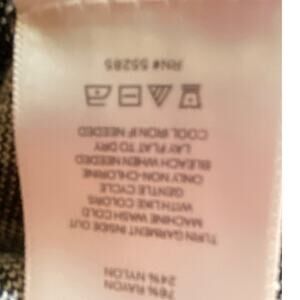 76% RAYON
24% NYLON
TURN GARMENT INSIDE OUT
MACHINE WASH COLD
WITH LIKE COLORS
GENTLE CYCLE
ONLY NON-CHLORINE
BLEACH WHEN NEEDED
LAY FLAT TO DRY
COOL IRON IF NEEDED
RN# 55285